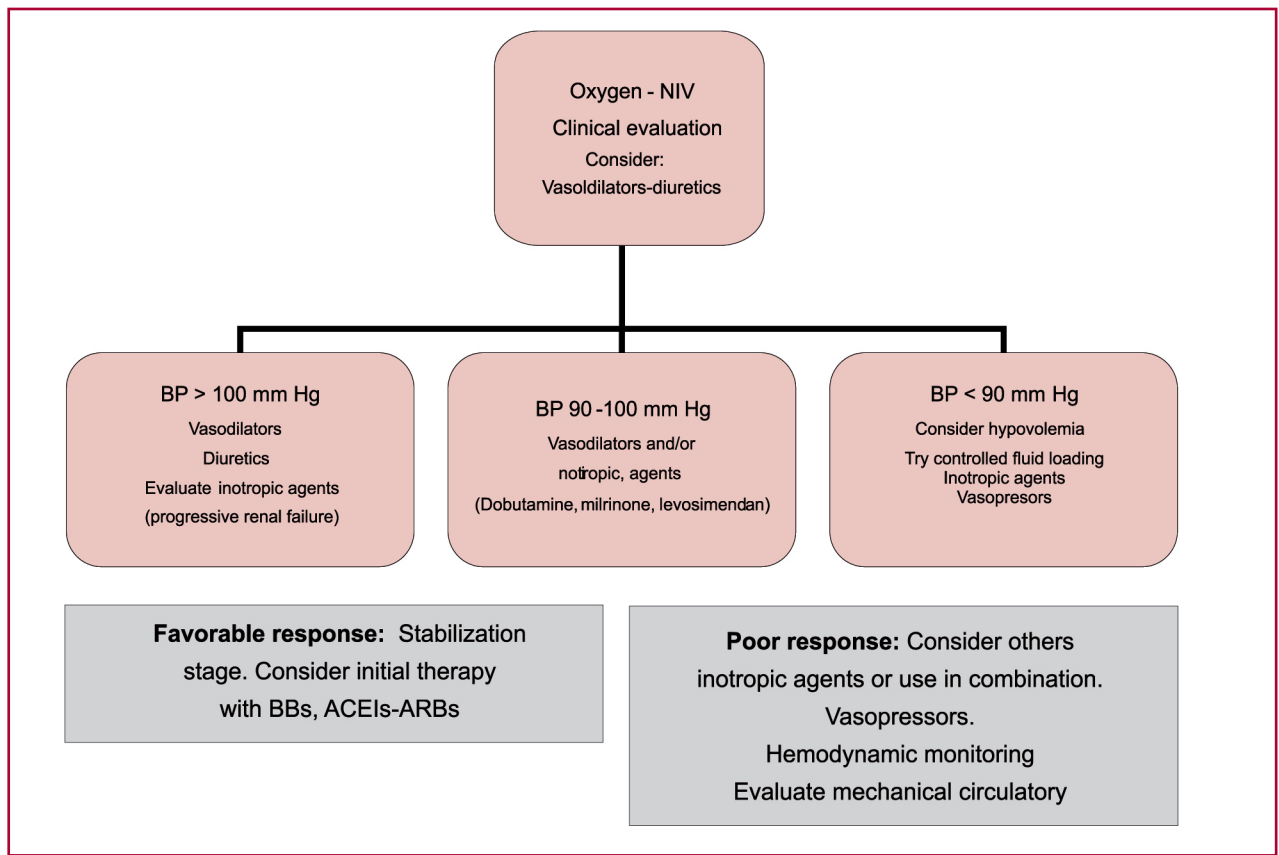 Oxygen - NIV
Clinical evaluation
Consider:
Vasoldilators-diuretics
BP > 100 mm Hg
Vasodilators
Diuretics
Evaluate inotropic agents
(progressive renal failure)
BP 90 -100 mm Hg
Vasodilators and/or
notropic, agents
(Dobutamine, milrinone, levosimendan)
BP < 90 mm Hg
Consider hypovolemia
Try controlled fluid loading
Inotropic agents
Vasopresors
Favorable response: Stabilization
stage. Consider initial therapy
with BBs, ACEIs-ARBs
Poor response: Consider others
inotropic agents or use in combination.
Vasopressors.
Hemodynamic monitoring
Evaluate mechanical circulatory